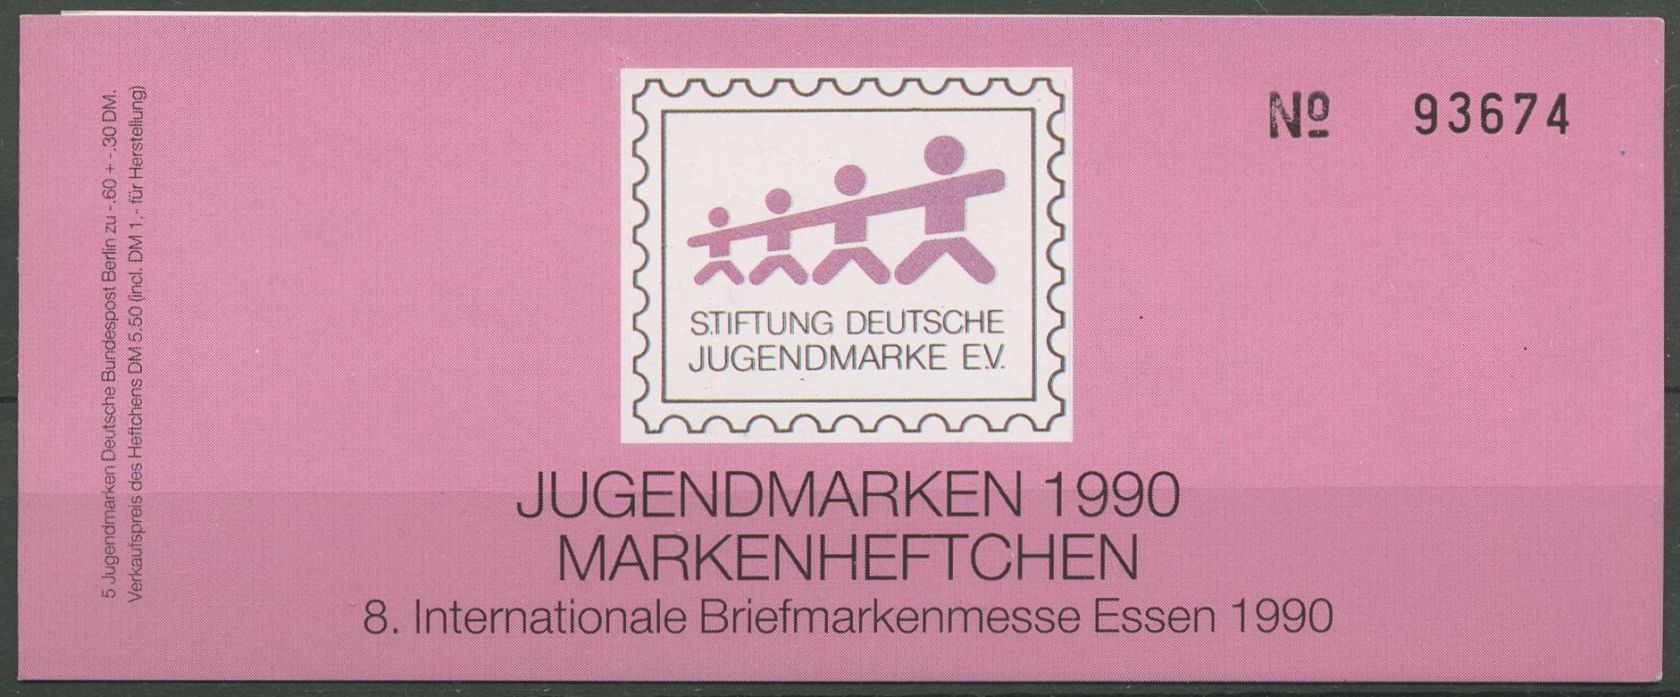 5 Jugendmarken Deutsche Bundespost Berlin zu -.60 + -.30 DM.
Verkaufspreis des Heftchens DM 5.50 (incl. DM 1,- für Herstellung)
STIFTUNG DEUTSCHE
JUGENDMARKE E.V.
Nº 93674
JUGENDMARKEN 1990
MARKENHEFTCHEN
8. Internationale Briefmarkenmesse Essen 1990